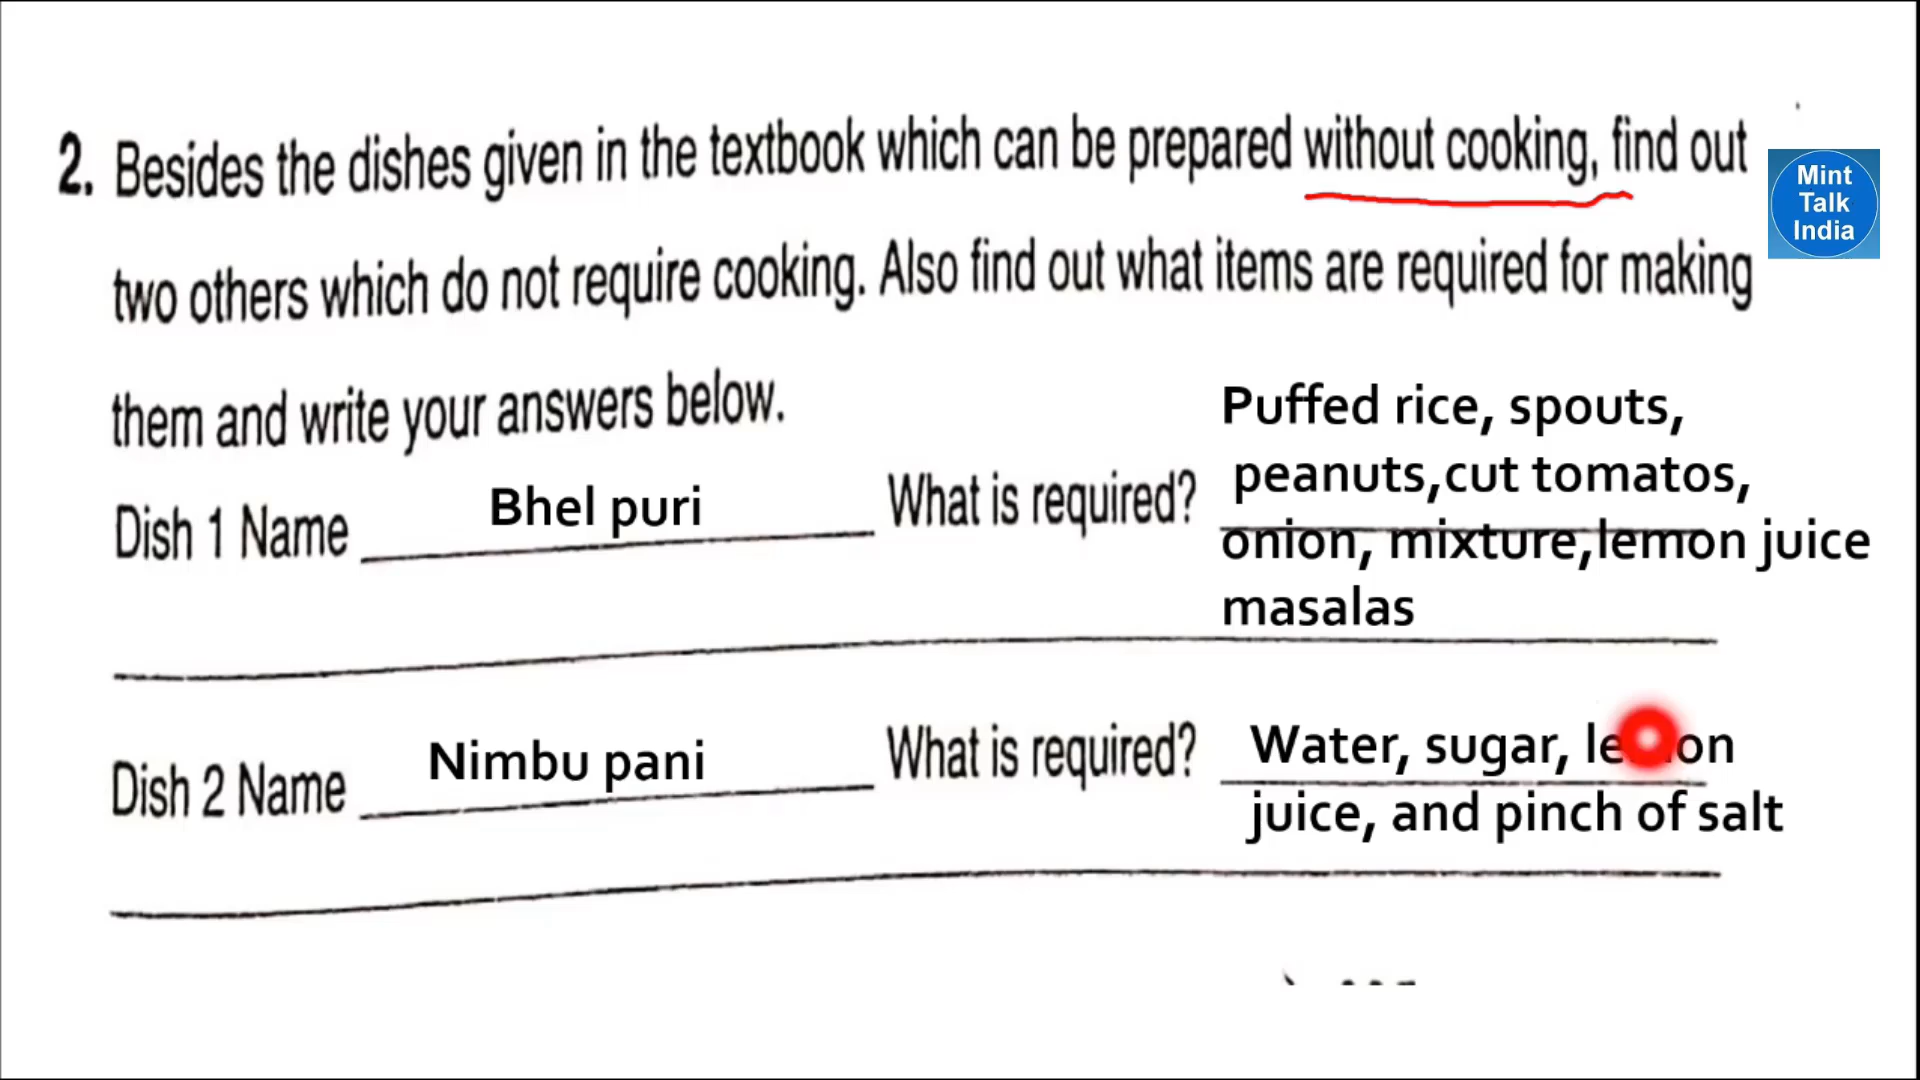 2. Besides the dishes given in the textbook which can be prepared without cooking, find out
Mint
Talk
India
two others which do not require cooking. Also find out what items are required for making
them and write your answers below.
Puffed rice, spouts,
peanuts,cut tomatos,
Dish 1 Name Bhel puri What is required?
onion, mixture,lemon juice
masalas
Dish 2 Name Nimbu pani What is required? Water, sugar,
juice, and pinch of salt